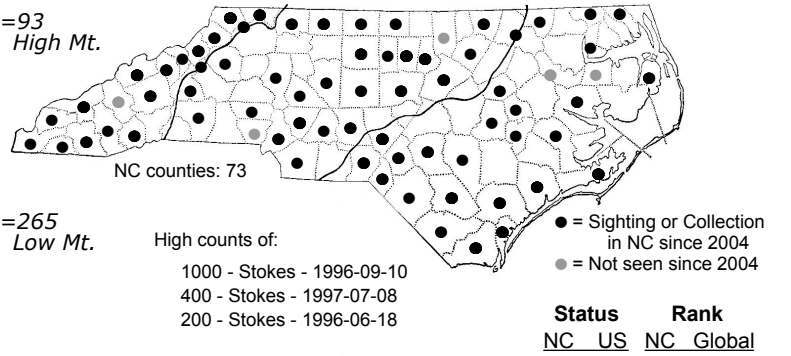 =93
High Mt.
NC counties: 73
=265
Low Mt.
High counts of:
1000 - Stokes - 1996-09-10
400 - Stokes - 1997-07-08
200 - Stokes - 1996-06-18
= Sighting or Collection
in NC since 2004
= Not seen since 2004
Status Rank
NC US NC Global